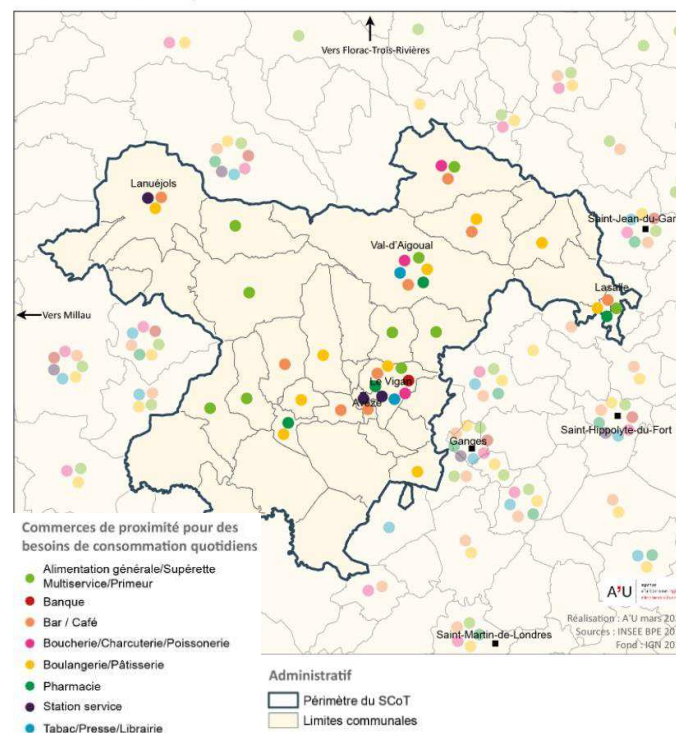 Vers Florac-Trois-Rivières
Lanuéjols
Saint-Jean-du-Gar
Val-d'Aigoual
Lasalle
Vers Millau
Le Vigan
Avèze
Saint-Hippolyte-du-Fort
Ganges
Commerces de proximité pour des
besoins de consommation quotidiens
Alimentation générale/Supérette
Multiservice/Primeur
Banque
Bar / Café
Boucherie/Charcuterie/Poissonerie
Boulangerie/Pâtisserie
Pharmacie
Station service
Tabac/Presse/Librairie
A'U
Réalisation : A'U mars 20
Sources : INSEE BPE 20
Fond : IGN 20
Saint-Martin-de-Londres
Administratif
Périmètre du SCoT
Limites communales